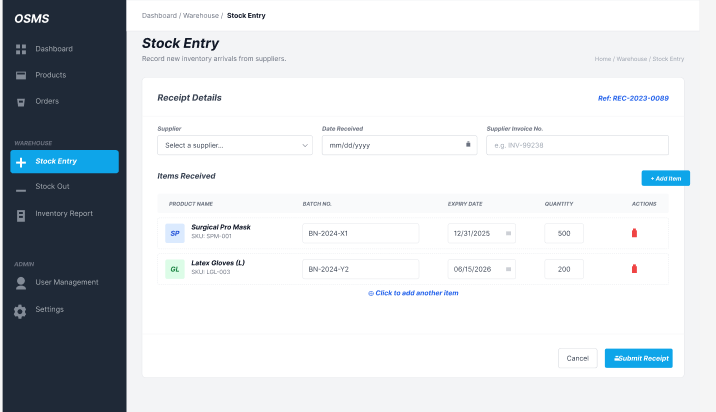 OSMS
Dashboard
Products
Orders
WAREHOUSE
Stock Entry
Stock Out
Inventory Report
ADMIN
User Management
Settings
Dashboard / Warehouse / Stock Entry
Stock Entry
Record new inventory arrivals from suppliers.
Home / Warehouse / Stock Entry
Receipt Details
Ref: REC-2023-0089
Supplier
Date Received
Supplier Invoice No.
Select a supplier...
mm/dd/yyyy
e.g. INV-99238
Items Received
+ Add Item
PRODUCT NAME BATCH NO. EXPIRY DATE QUANTITY ACTIONS
SP Surgical Pro Mask
SKU: SPM-001
BN-2024-X1 12/31/2025 500
GL Latex Gloves (L)
SKU: LGL-003
BN-2024-Y2 06/15/2026 200
Click to add another item
Cancel
Submit Receipt